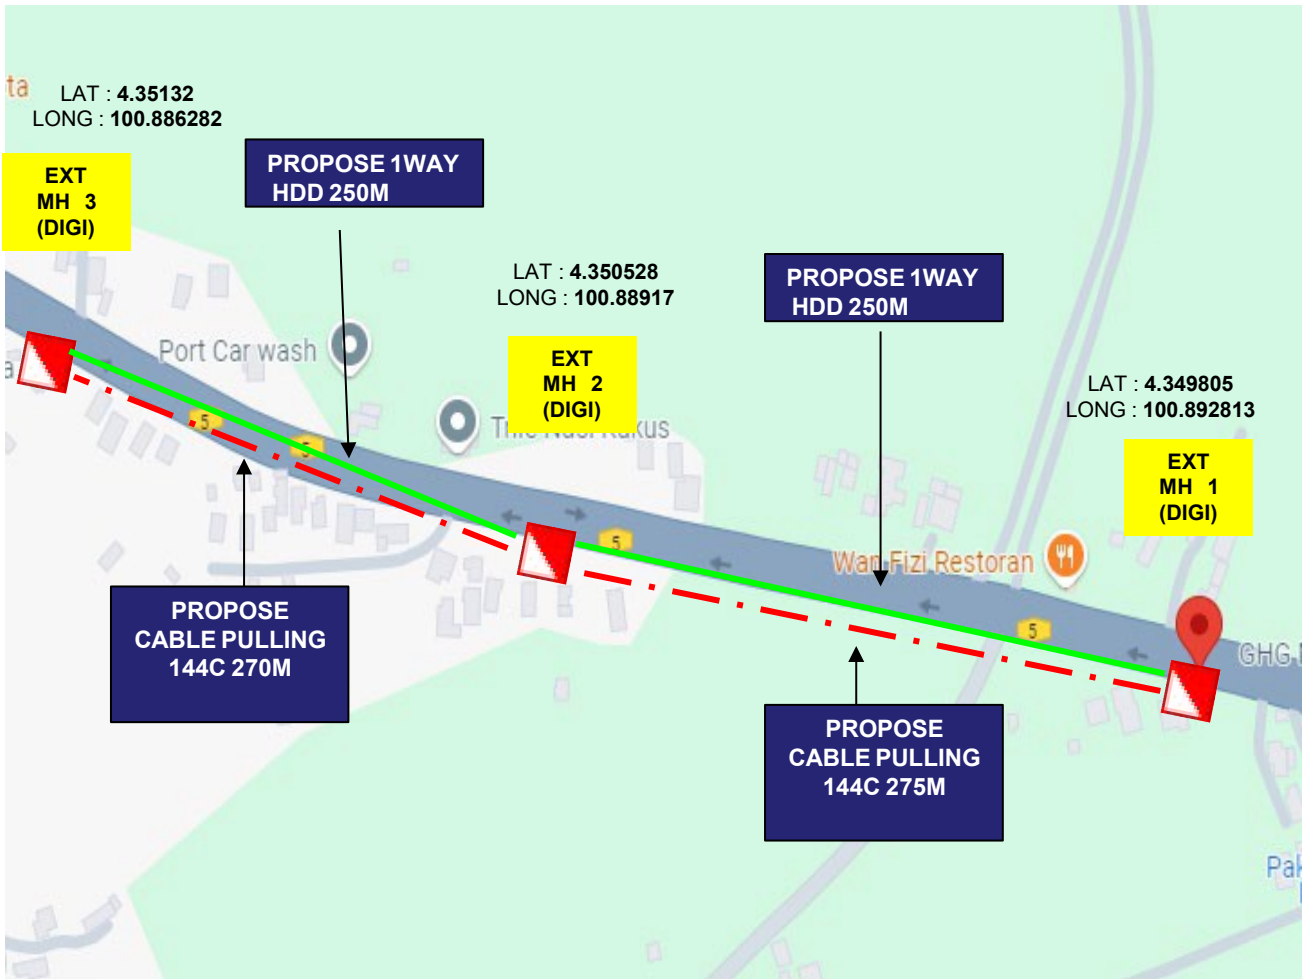 ta
LAT : 4.35132
LONG : 100.886282
EXT
MH 3
(DIGI)
PROPOSE 1WAY
HDD 250M
LAT : 4.350528
LONG : 100.88917
PROPOSE 1WAY
HDD 250M
Port Car wash
a
EXT
MH 2
(DIGI)
LAT : 4.349805
LONG : 100.892813
5
5
EXT
MH 1
(DIGI)
5
Wan Fizi Restoran
PROPOSE
CABLE PULLING
144C 270M
5
GHG
PROPOSE
CABLE PULLING
144C 275M
Pak